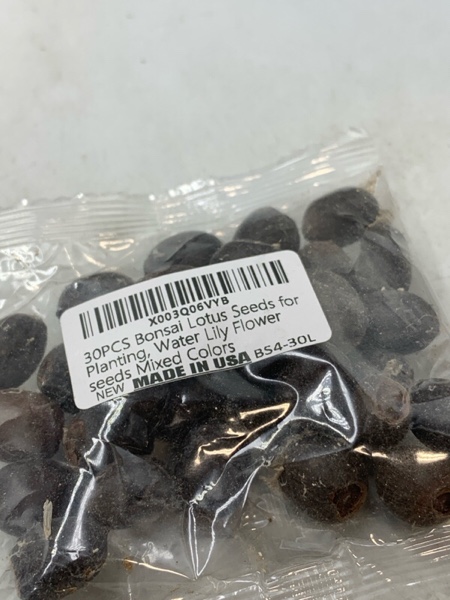 X003Q06VYB
30PCS Bonsai Lotus Seeds for
Planting, Water Lily Flower
seeds Mixed Colors
NEW MADE IN USA BS4-30L